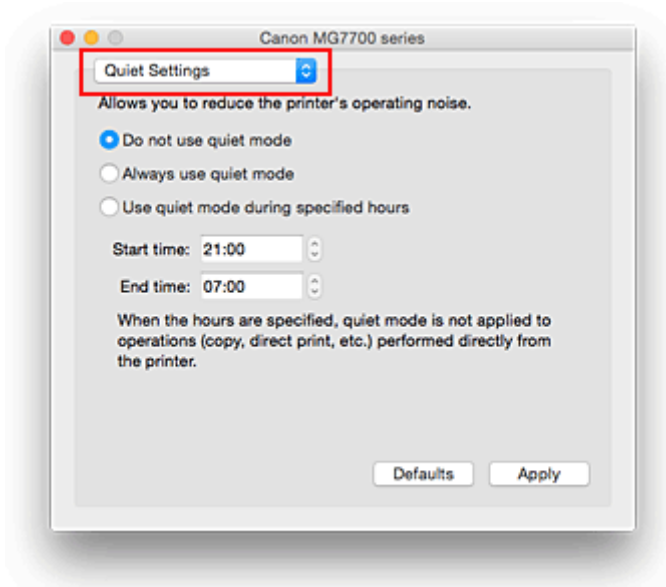 Canon MG7700 series
Quiet Settings
Allows you to reduce the printer's operating noise.
Do not use quiet mode
Always use quiet mode
Use quiet mode during specified hours
Start time: 21:00
End time: 07:00
When the hours are specified, quiet mode is not applied to
operations (copy, direct print, etc.) performed directly from
the printer.
Defaults Apply